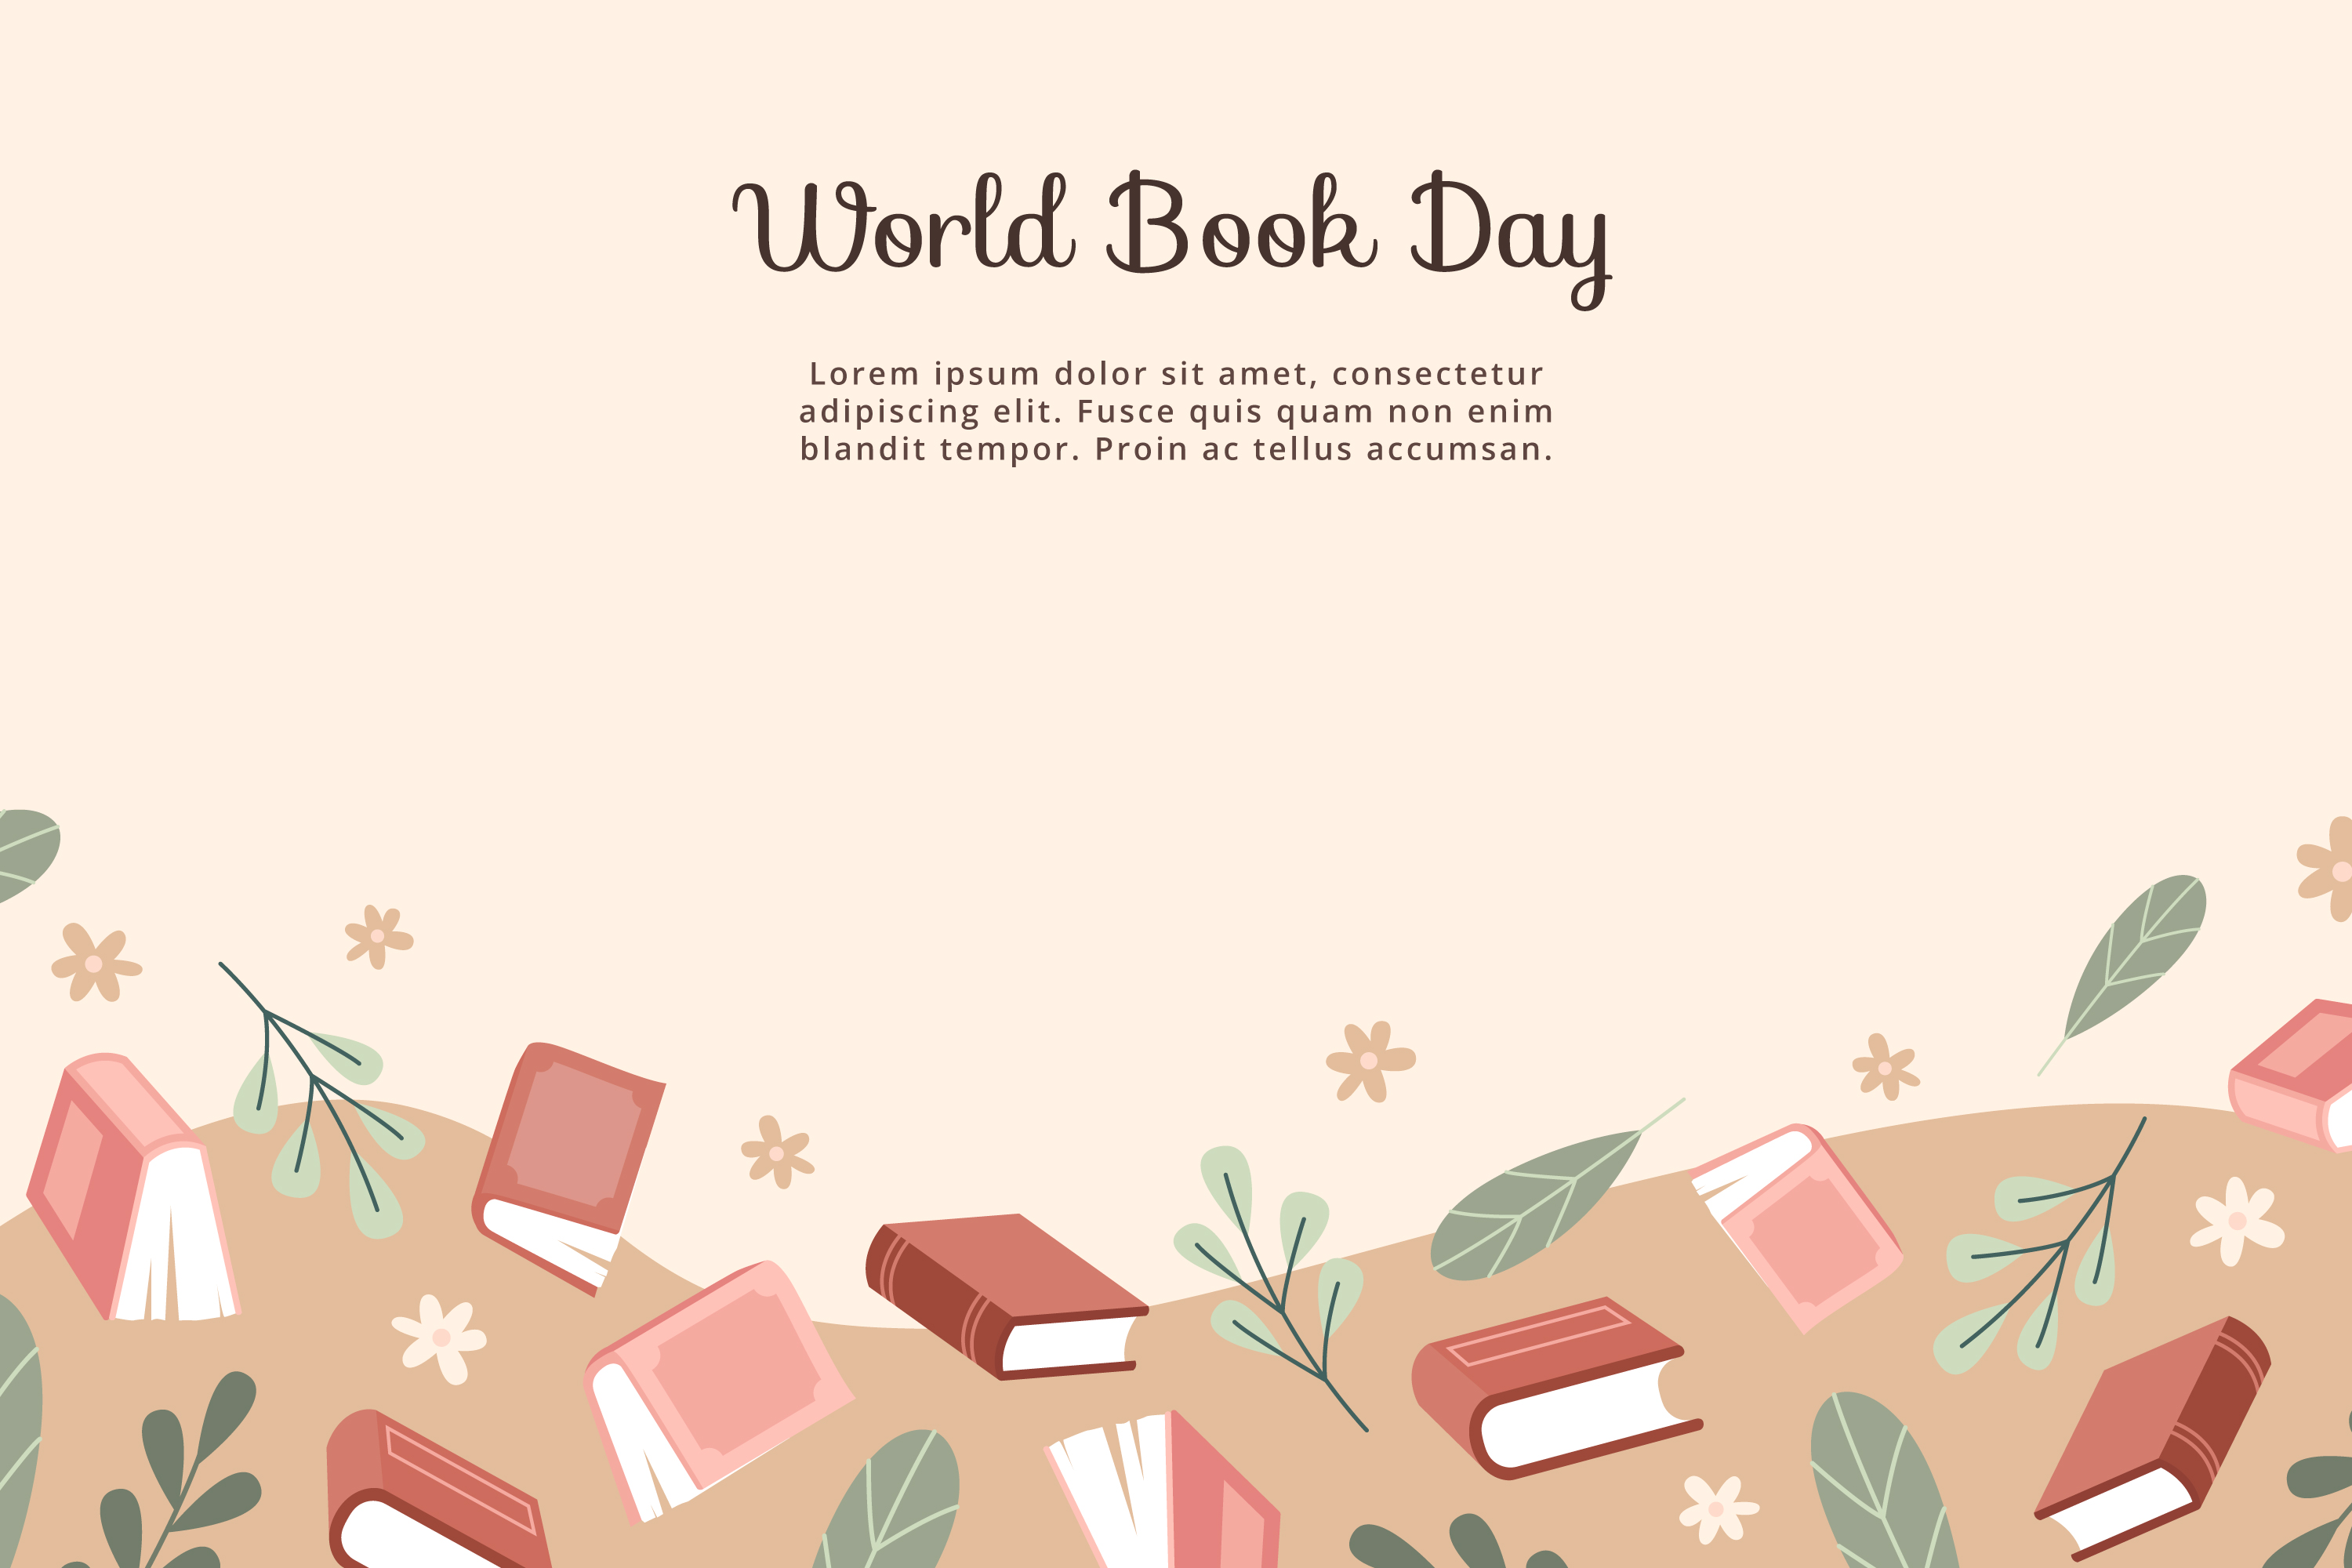 World Book Day
Lorem ipsum dolor sit amet, consectetur
adipiscing elit. Fusce quis quam non enim
blandit tempor. Proin ac tellus accumsan.